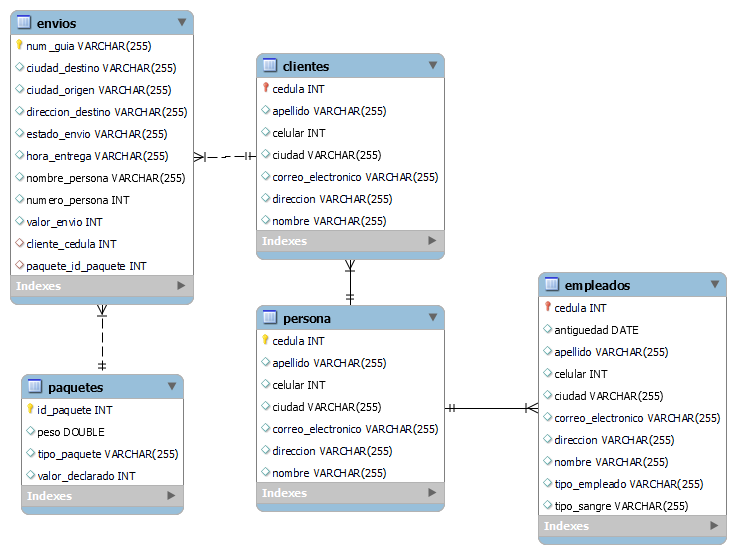 envios
num_guia VARCHAR(255)
ciudad_destino VARCHAR(255)
ciudad_origen VARCHAR(255)
direccion_destino VARCHAR(255)
estado_envio VARCHAR(255)
hora_entrega VARCHAR(255)
nombre_persona VARCHAR(255)
numero_persona INT
valor_envio INT
cliente_cedula INT
paquete_id_paquete INT
Indexes
clientes
cedula INT
apellido VARCHAR(255)
celular INT
ciudad VARCHAR(255)
correo_electronico VARCHAR(255)
direccion VARCHAR(255)
nombre VARCHAR(255)
Indexes
paquetes
id_paquete INT
peso DOUBLE
tipo_paquete VARCHAR(255)
valor_declarado INT
Indexes
persona
cedula INT
apellido VARCHAR(255)
celular INT
ciudad VARCHAR(255)
correo_electronico VARCHAR(255)
direccion VARCHAR(255)
nombre VARCHAR(255)
Indexes
empleados
cedula INT
antiguedad DATE
apellido VARCHAR(255)
celular INT
ciudad VARCHAR(255)
correo_electronico VARCHAR(255)
direccion VARCHAR(255)
nombre VARCHAR(255)
tipo_empleado VARCHAR(255)
tipo_sangre VARCHAR(255)
Indexes